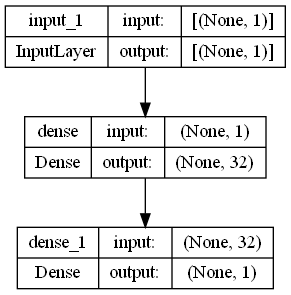 input_1 input: [(None, 1)]
InputLayer output: [(None, 1)]
dense input: (None, 1)
Dense output: (None, 32)
dense_1 input: (None, 32)
Dense output: (None, 1)